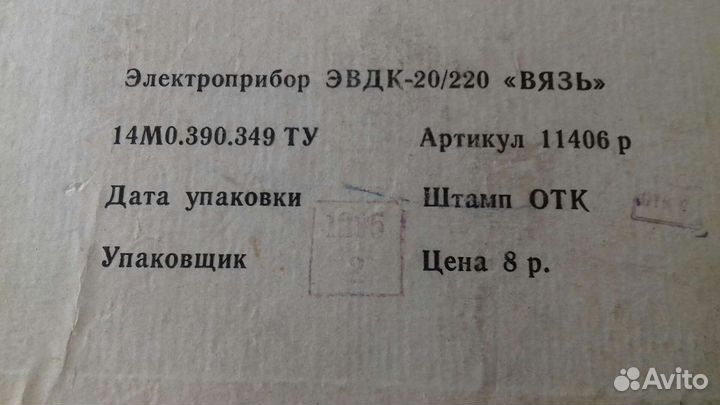 Электроприбор ЭВДК-20/220 «ВЯЗЬ»
14М0.390.349 ТУ Артикул 11406 р
Дата упаковки Штамп ОТК
Упаковщик Цена 8 р.
Avito